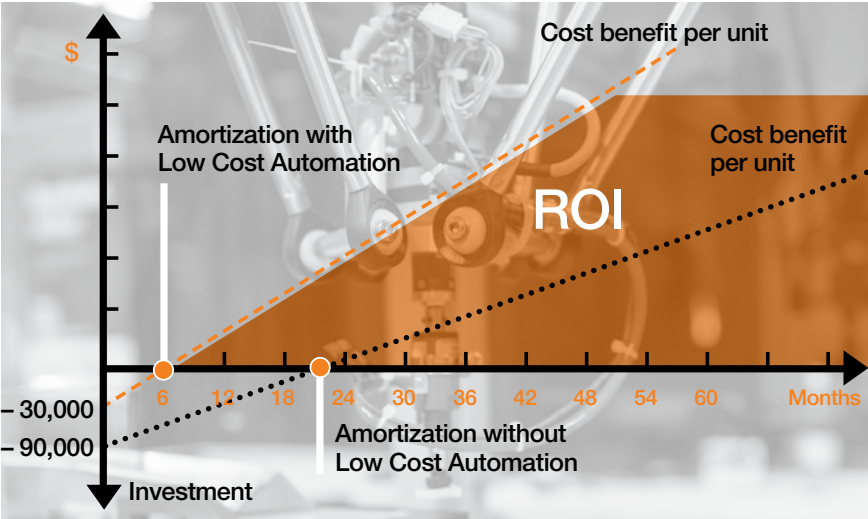 $
Cost benefit per unit
Amortization with
Low Cost Automation
Cost benefit
per unit
ROI
6 12 18 24 30 36 42 48 54 60 Months
– 30,000
– 90,000
Amortization without
Low Cost Automation
Investment